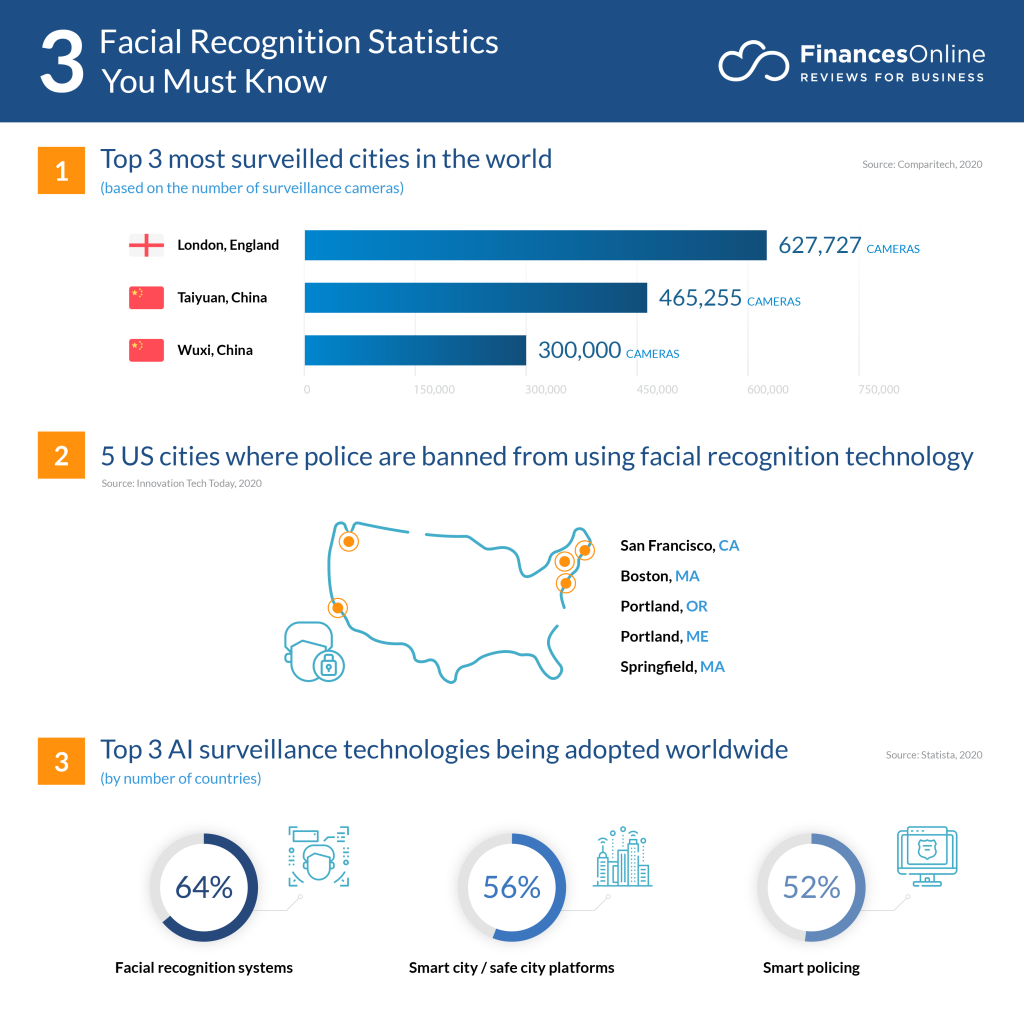 3
Facial Recognition Statistics
You Must Know
FinancesOnline
REVIEWS FOR BUSINESS
1
Top 3 most surveilled cities in the world
(based on the number of surveillance cameras)
Source: Comparitech, 2020
London, England
627,727 CAMERAS
Taiyuan, China
465,255 CAMERAS
Wuxi, China
300,000 CAMERAS
0 150,000 300,000 450,000 600,000 750,000
2
5 US cities where police are banned from using facial recognition technology
Source: Innovation Tech Today, 2020
San Francisco, CA
Boston, MA
Portland, OR
Portland, ME
Springfield, MA
3
Top 3 AI surveillance technologies being adopted worldwide
(by number of countries)
Source: Statista, 2020
64%
Facial recognition systems
56%
Smart city / safe city platforms
52%
Smart policing